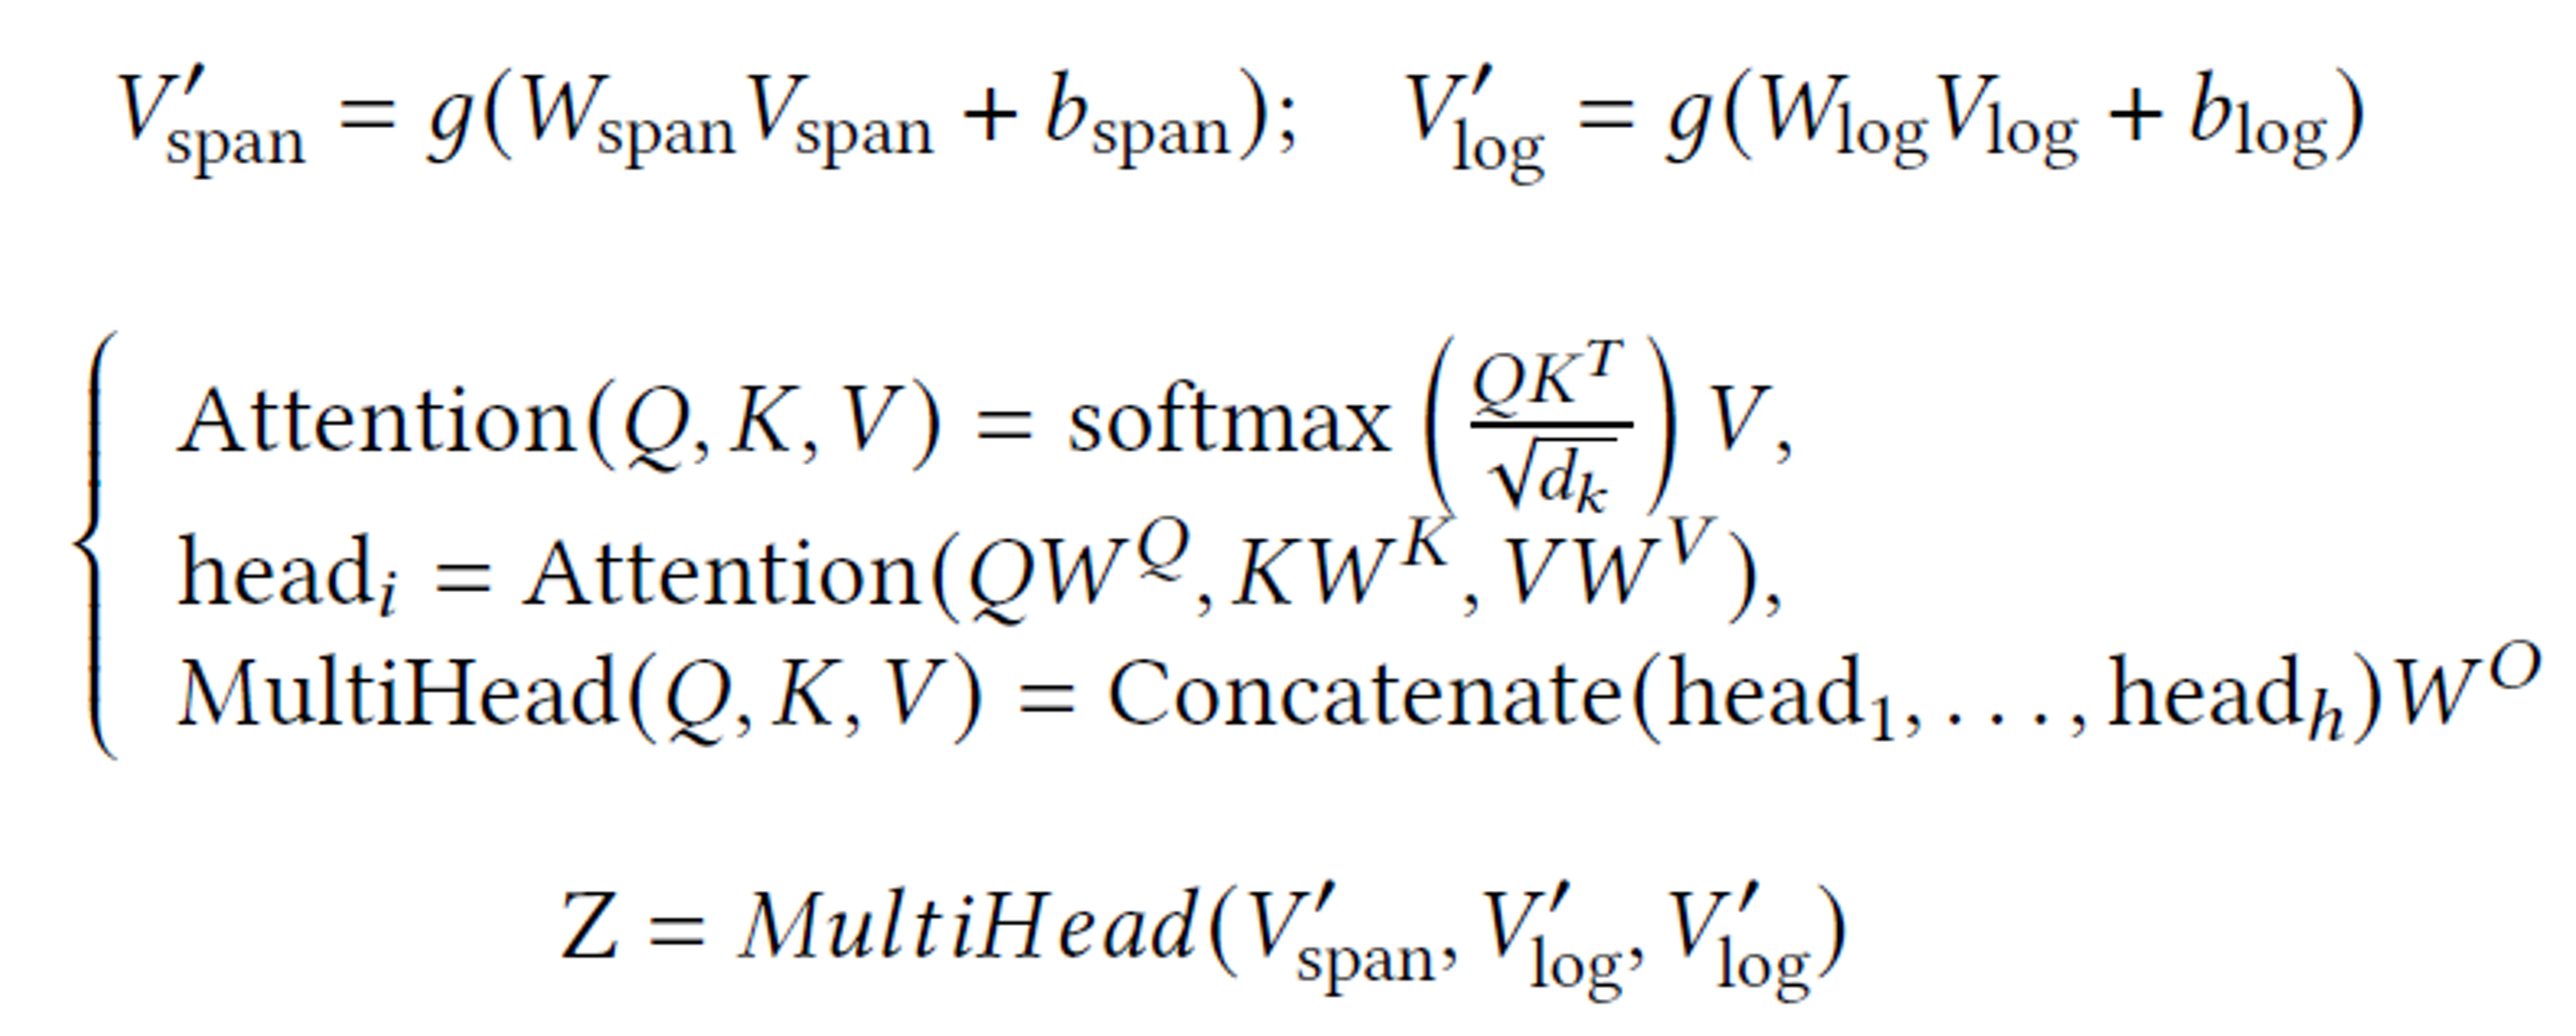 V′_span = g(W_span V_span + b_span);   V′_log = g(W_log V_log + b_log)
Attention(Q, K, V) = softmax (QK^T / √d_k) V,
head_i = Attention(QW^Q, KW^K, VW^V),
MultiHead(Q, K, V) = Concatenate(head_1, . . . , head_h)W^O
Z = MultiHead(V′_span, V′_log, V′_log)